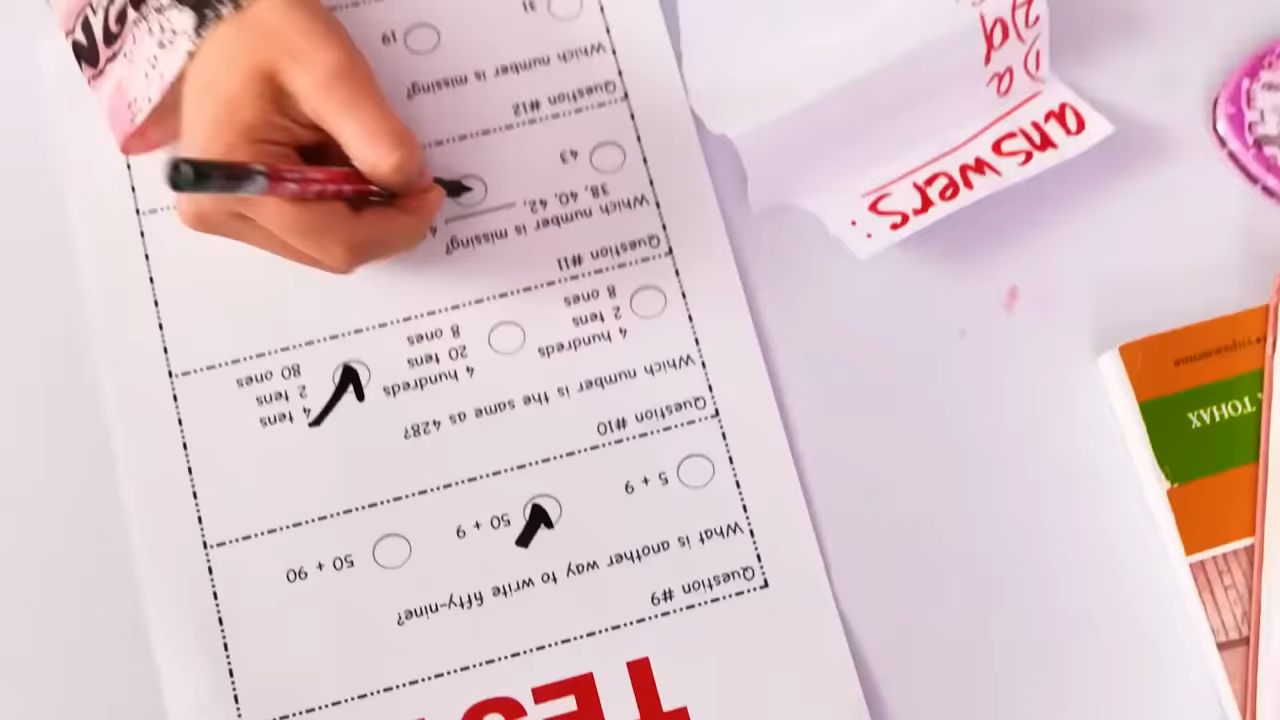 TES
Question #9
What is another way to write fifty-nine?
5 + 9
50 + 9
50 + 90
Question #10
Which number is the same as 428?
4 hundreds
2 tens
8 ones
4 hundreds
20 tens
8 ones
4 tens
2 tens
80 ones
Question #11
Which number is missing?
38, 40, 42, ______
43
Question #12
Which number is missing?
19
31
answers:
1) a
2) a
ТОНАХ